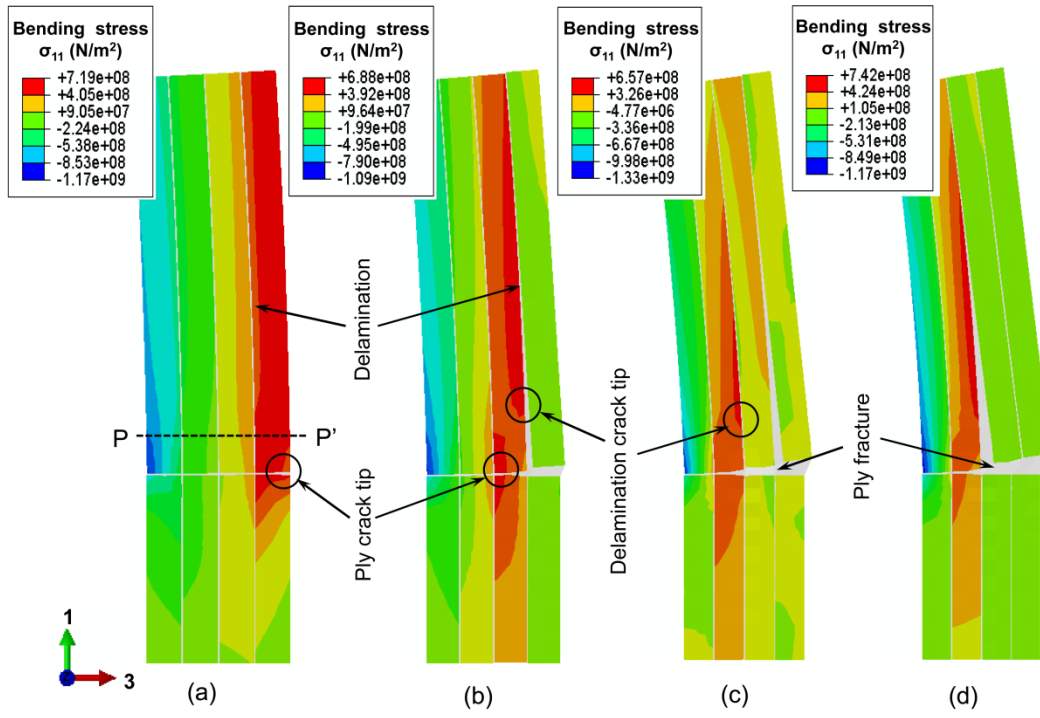 Bending stress
σ11 (N/m²)
+7.19e+08
+4.05e+08
+9.05e+07
-2.24e+08
-5.38e+08
-8.53e+08
-1.17e+09
Bending stress
σ11 (N/m²)
+6.88e+08
+3.92e+08
+9.64e+07
-1.99e+08
-4.95e+08
-7.90e+08
-1.09e+09
Bending stress
σ11 (N/m²)
+6.57e+08
+3.26e+08
-4.77e+06
-3.36e+08
-6.67e+08
-9.98e+08
-1.33e+09
Bending stress
σ11 (N/m²)
+7.42e+08
+4.24e+08
+1.05e+08
-2.13e+08
-5.31e+08
-8.49e+08
-1.17e+09
Delamination
P
P'
Ply crack tip
Delamination crack tip
Ply fracture
1
3
(a)
(b)
(c)
(d)